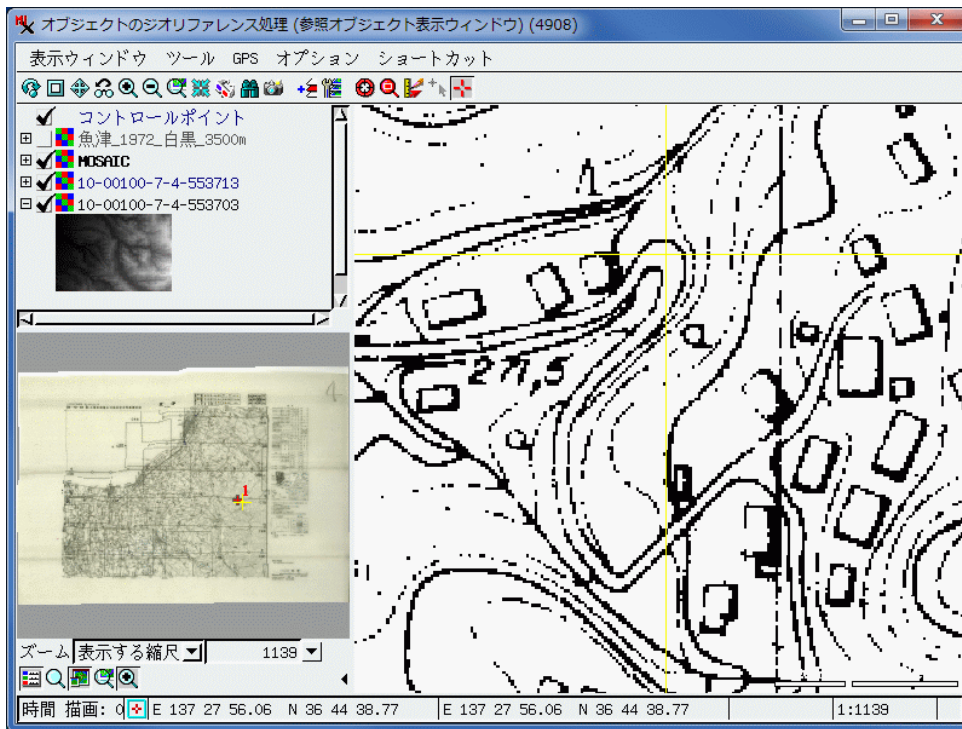 オブジェクトのジオリファレンス処理 (参照オブジェクト表示ウィンドウ) (4908)
表示ウィンドウ ツール GPS オプション ショートカット
コントロールポイント
魚津_1972_白黒_3500m
MOSAIC
10-00100-7-4-553713
10-00100-7-4-553703
271,5
1
ズーム 表示する縮尺 1139
時間 描画: 0 E 137 27 56.06 N 36 44 38.77 E 137 27 56.06 N 36 44 38.77 1:1139